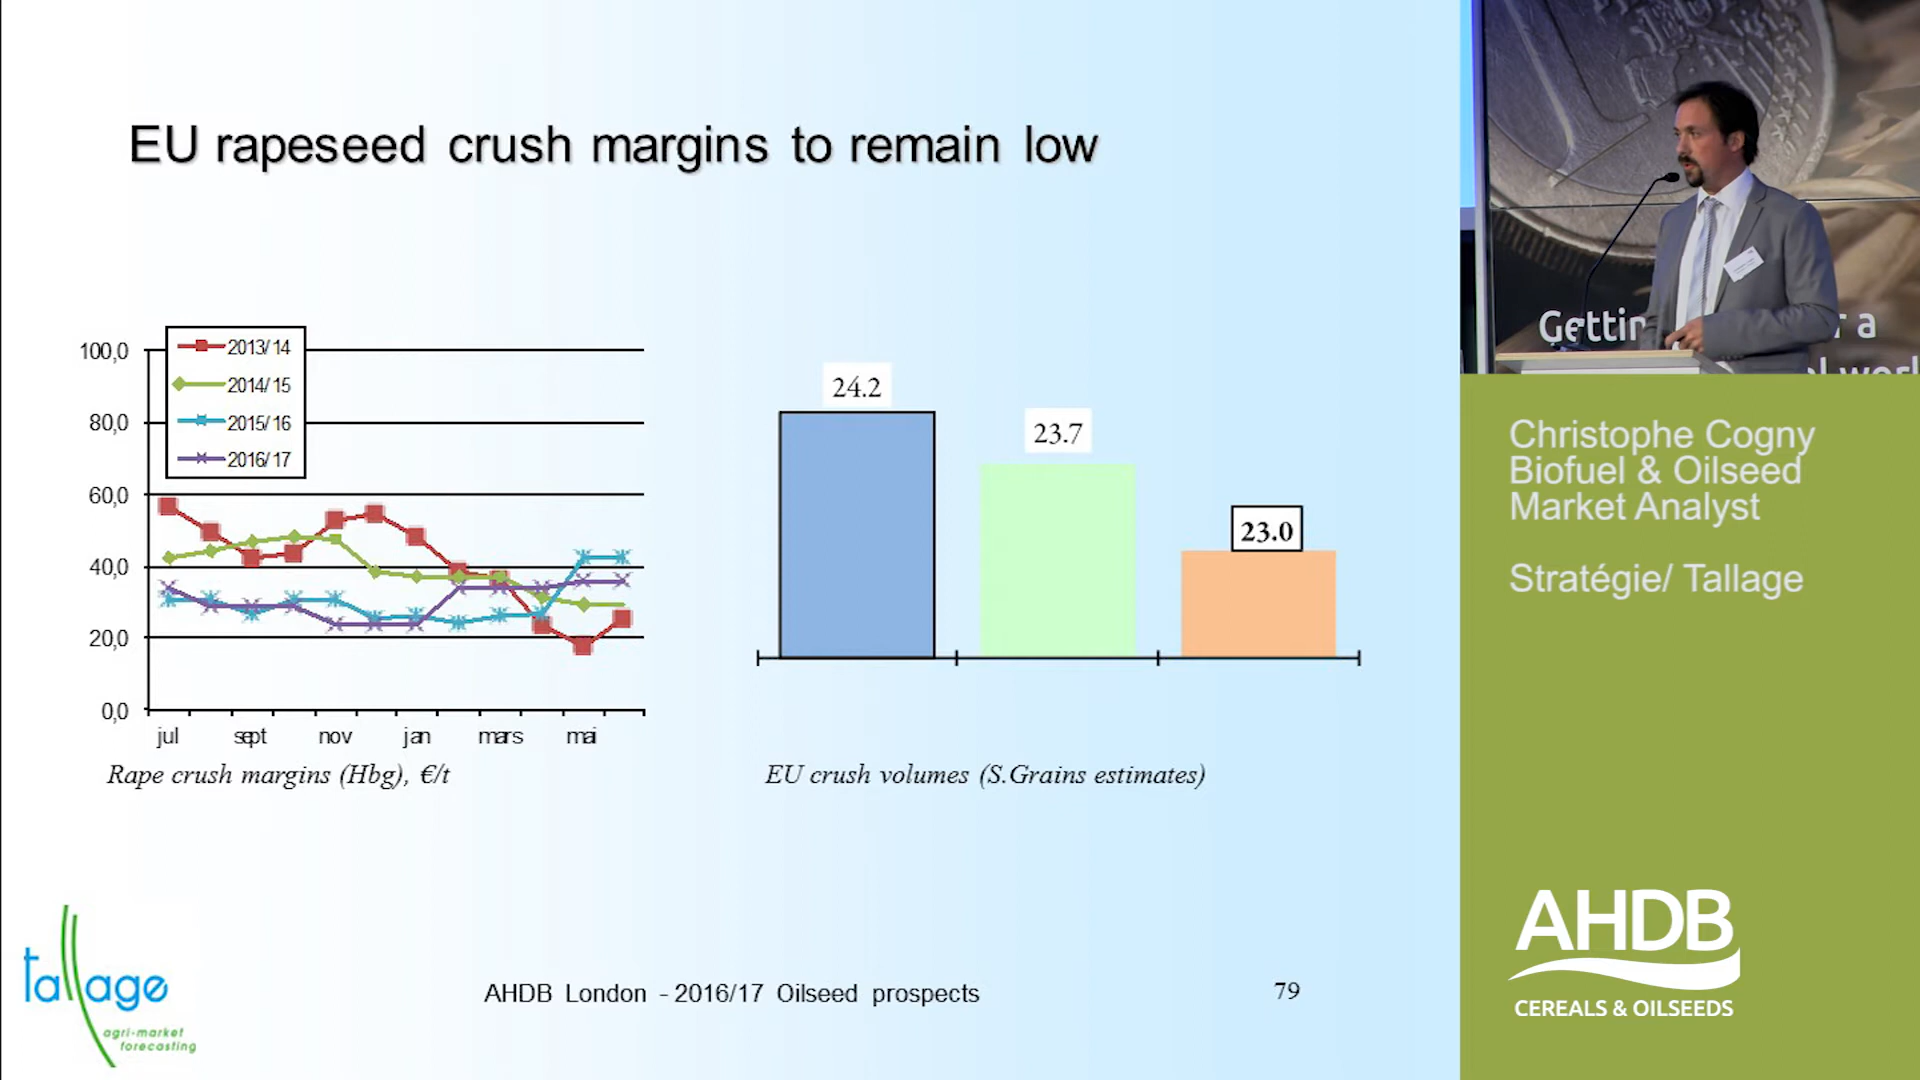 EU rapeseed crush margins to remain low
100,0
80,0
60,0
40,0
20,0
0,0
2013/14
2014/15
2015/16
2016/17
jul sept nov jan mars mai
Rape crush margins (Hbg), €/t
24.2
23.7
23.0
EU crush volumes (S.Grains estimates)
tallage
agri-market
forecasting
AHDB London - 2016/17 Oilseed prospects
79
a
Christophe Cogny
Biofuel & Oilseed
Market Analyst
Stratégie/ Tallage
AHDB
CEREALS & OILSEEDS